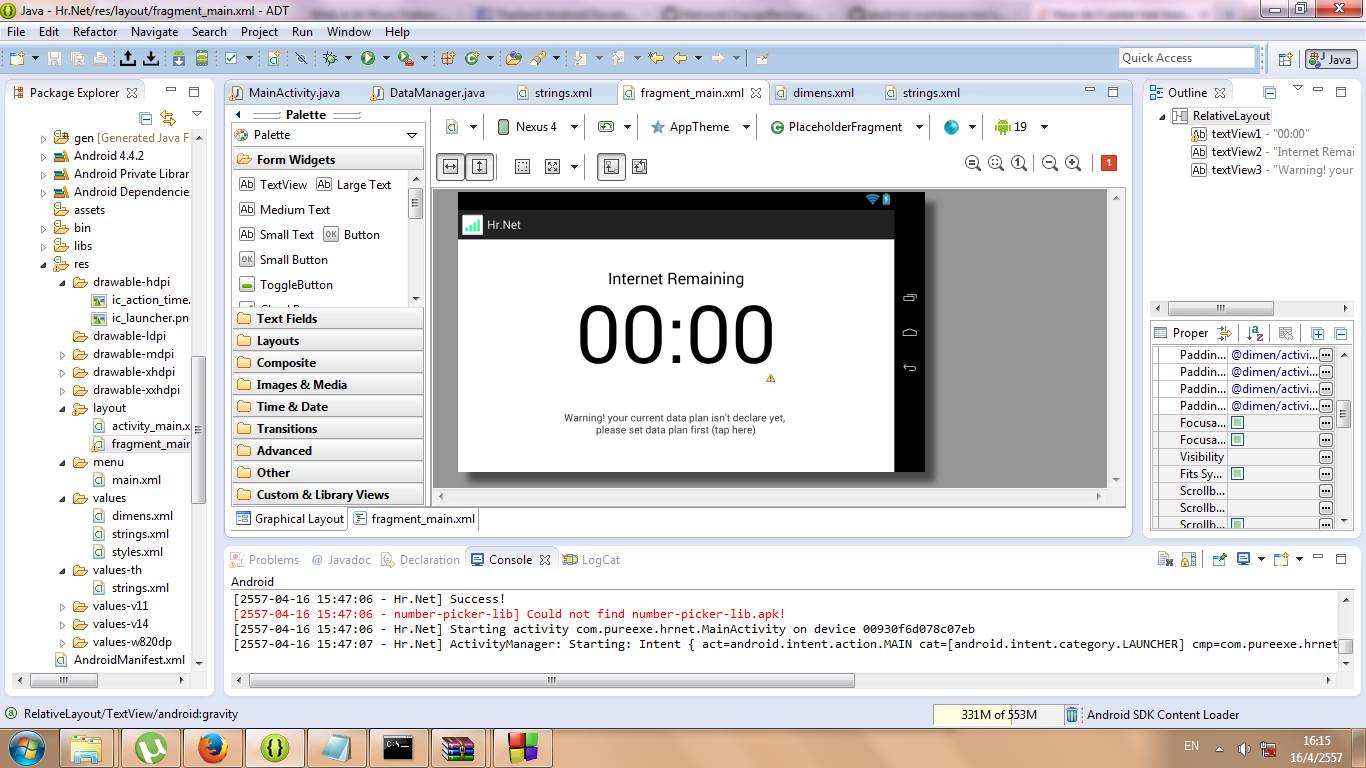 Java - Hr.Net/res/layout/fragment_main.xml - ADT
File Edit Refactor Navigate Search Project Run Window Help
Quick Access
Java
Package Explorer
gen [Generated Java F
Android 4.4.2
Android Private Librar
Android Dependencie
assets
bin
libs
res
drawable-hdpi
ic_action_time.
ic_launcher.pn
drawable-ldpi
drawable-mdpi
drawable-xhdpi
drawable-xxhdpi
layout
activity_main.x
fragment_main
menu
main.xml
values
dimens.xml
strings.xml
styles.xml
values-th
strings.xml
values-v11
values-v14
values-w820dp
AndroidManifest.xml
MainActivity.java DataManager.java strings.xml fragment_main.xml dimens.xml strings.xml
Palette
Palette
Form Widgets
Ab TextView Ab Large Text
Ab Medium Text
Ab Small Text OK Button
OK Small Button
ToggleButton
Text Fields
Layouts
Composite
Images & Media
Time & Date
Transitions
Advanced
Other
Custom & Library Views
Nexus 4 AppTheme PlaceholderFragment 19
1
Hr.Net
Internet Remaining
00:00
Warning! your current data plan isn't declare yet,
please set data plan first (tap here)
Graphical Layout fragment_main.xml
Outline
RelativeLayout
Ab textView1 - "00:00"
Ab textView2 - "Internet Remai
Ab textView3 - "Warning! your
Proper
Paddin... @dimen/activi...
Paddin... @dimen/activi...
Paddin... @dimen/activi...
Paddin... @dimen/activi...
Focusa...
Focusa...
Visibility
Fits Sy...
Scrollb...
Scrollb...
Scrollb...
Problems @ Javadoc Declaration Console LogCat
Android
[2557-04-16 15:47:06 - Hr.Net] Success!
[2557-04-16 15:47:06 - number-picker-lib] Could not find number-picker-lib.apk!
[2557-04-16 15:47:06 - Hr.Net] Starting activity com.pureexe.hrnet.MainActivity on device 00930f6d078c07eb
[2557-04-16 15:47:07 - Hr.Net] ActivityManager: Starting: Intent { act=android.intent.action.MAIN cat=[android.intent.category.LAUNCHER] cmp=com.pureexe.hrnet
RelativeLayout/TextView/android:gravity
331M of 553M
Android SDK Content Loader
EN
16:15
16/4/2557